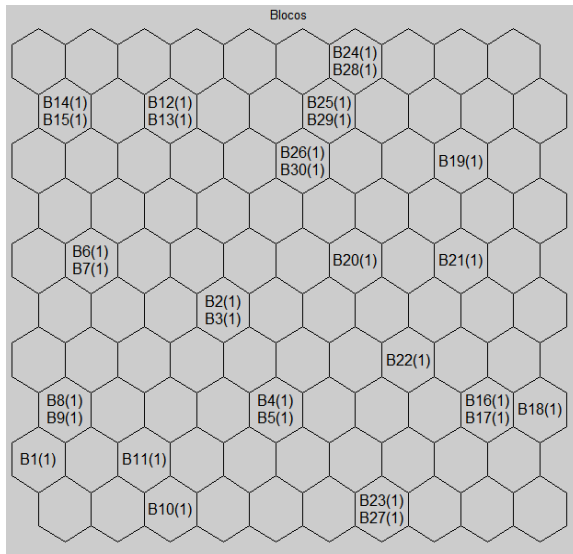 Blocos
B24(1)
B28(1)
B14(1)
B15(1)
B12(1)
B13(1)
B25(1)
B29(1)
B26(1)
B30(1)
B19(1)
B6(1)
B7(1)
B20(1)
B21(1)
B2(1)
B3(1)
B22(1)
B8(1)
B9(1)
B4(1)
B5(1)
B16(1)
B17(1)
B18(1)
B1(1)
B11(1)
B10(1)
B23(1)
B27(1)